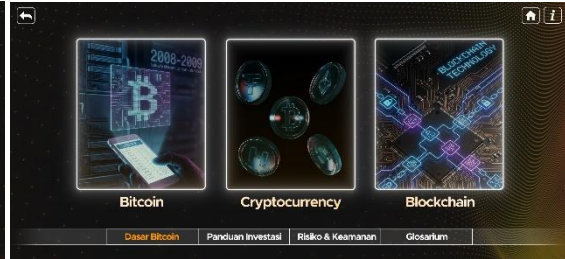 i
2008-2009
BLOCKCHAIN
TECHNOLOGY
Bitcoin
Cryptocurrency
Blockchain
Dasar Bitcoin
Panduan Investasi
Risiko & Keamanan
Glosarium